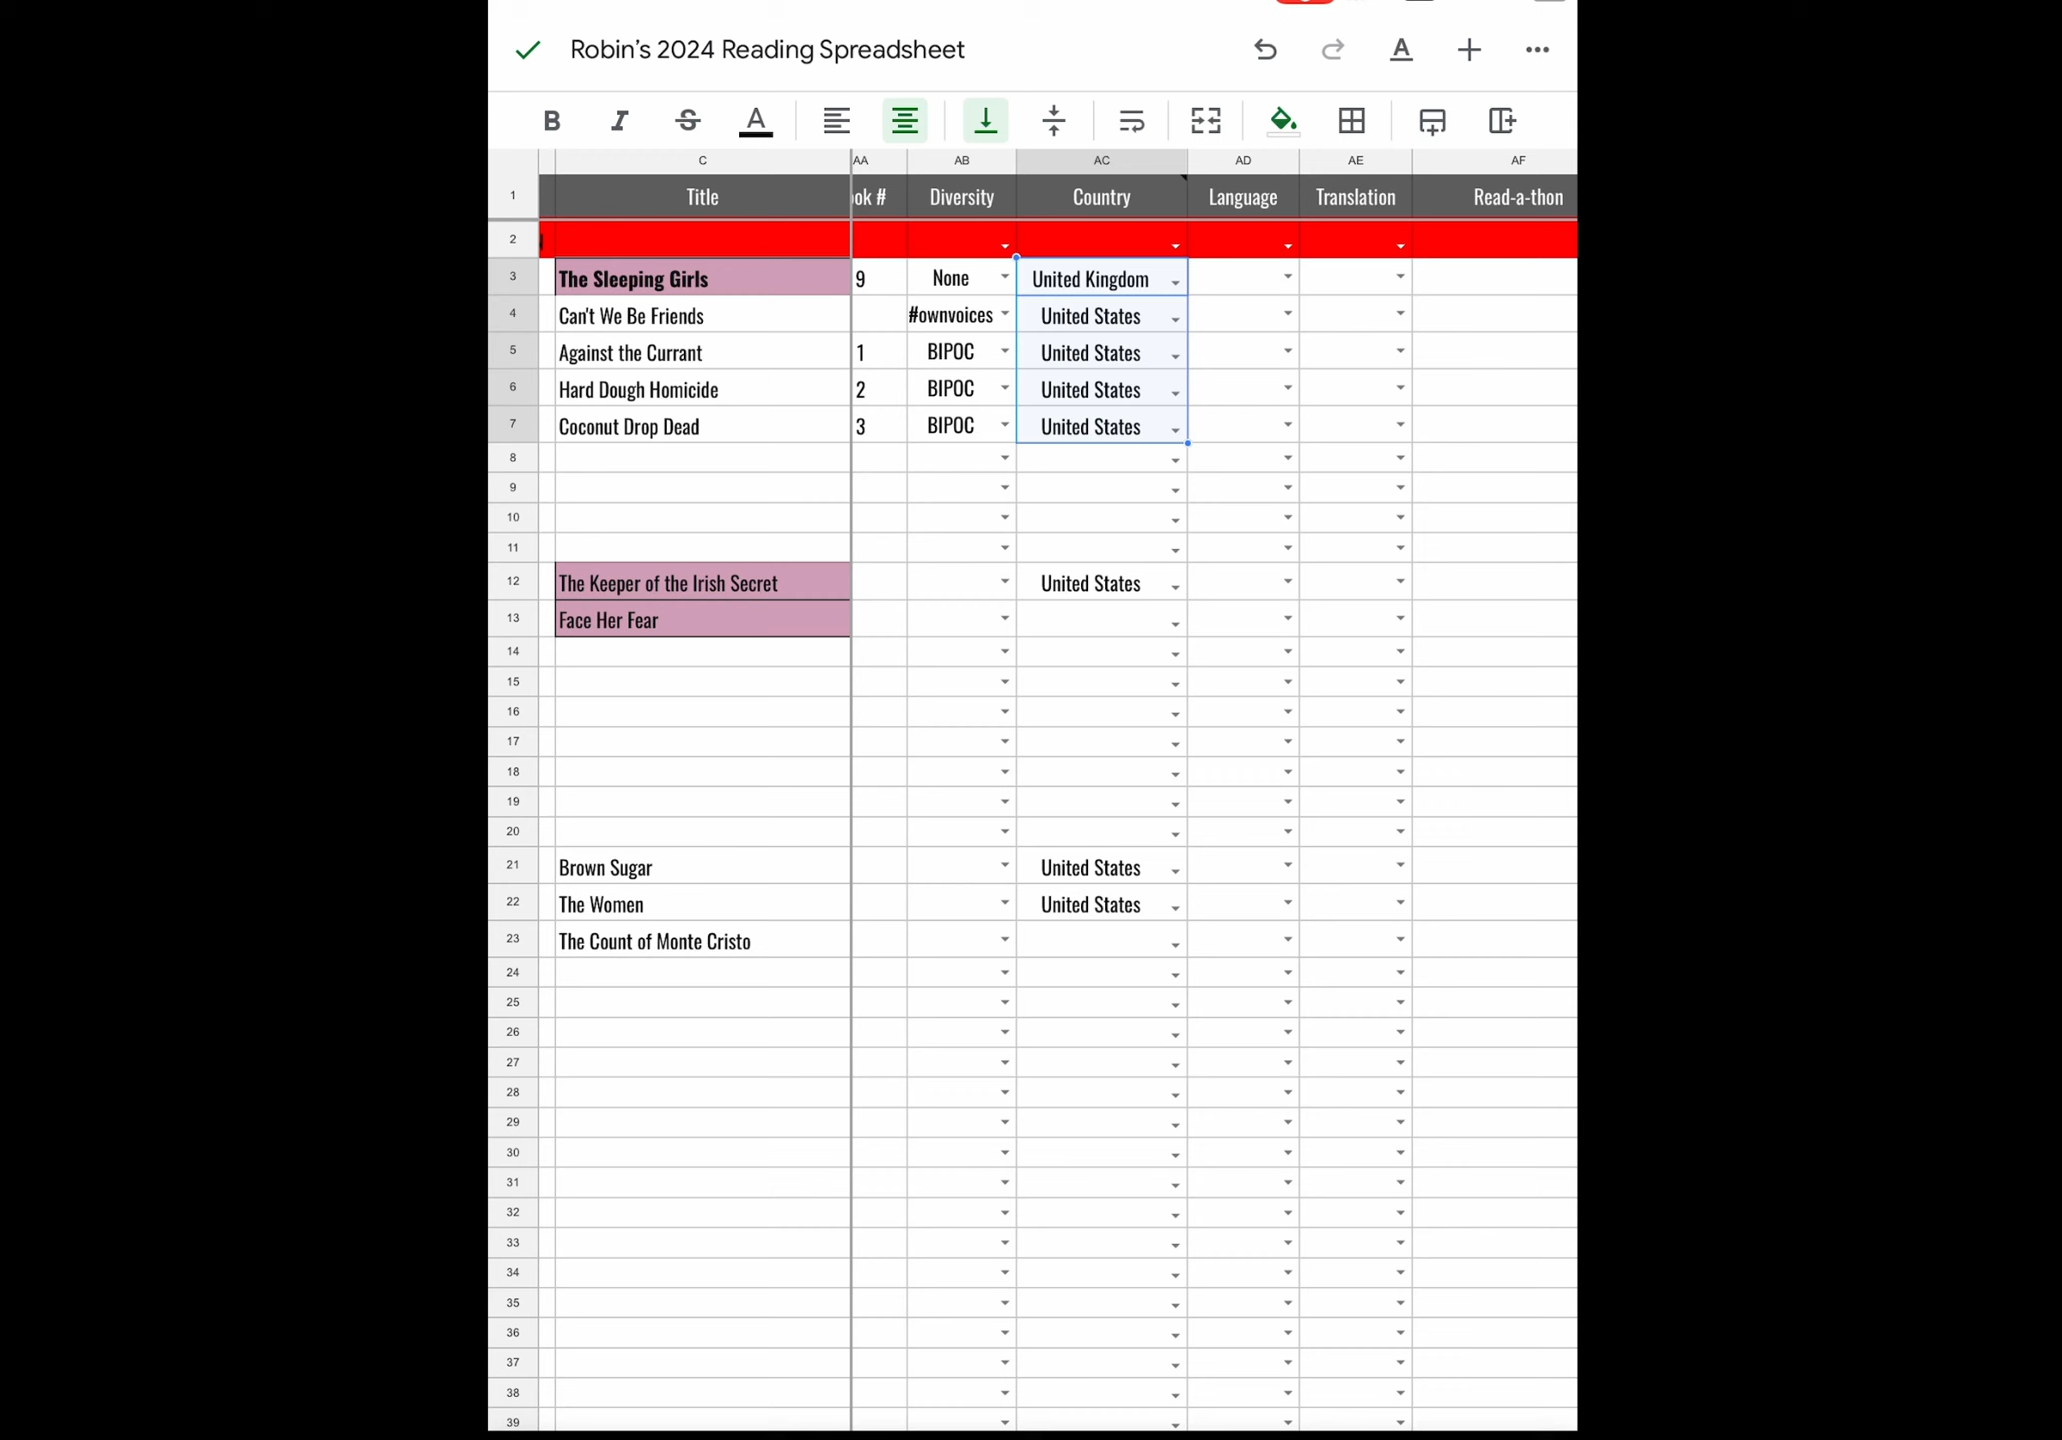 Robin's 2024 Reading Spreadsheet
B I S A A
C AA AB AC AD AE AF
1 Title ok # Diversity Country Language Translation Read-a-thon
2
3 The Sleeping Girls 9 None United Kingdom
4 Can't We Be Friends #ownvoices United States
5 Against the Currant 1 BIPOC United States
6 Hard Dough Homicide 2 BIPOC United States
7 Coconut Drop Dead 3 BIPOC United States
8
9
10
11
12 The Keeper of the Irish Secret United States
13 Face Her Fear
14
15
16
17
18
19
20
21 Brown Sugar United States
22 The Women United States
23 The Count of Monte Cristo
24
25
26
27
28
29
30
31
32
33
34
35
36
37
38
39